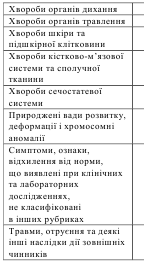 Хвороби органів дихання
Хвороби органів травлення
Хвороби шкіри та
підшкірної клітковини
Хвороби кістково-м’язової
системи та сполучної
тканини
Хвороби сечостатевої
системи
Природжені вади розвитку,
деформації і хромосомні
аномалії
Симптоми, ознаки,
відхилення від норми,
що виявлені при клінічних
та лабораторних
дослідженнях,
не класифіковані
в інших рубриках
Травми, отруєння та деякі
інші наслідки дії зовнішніх
чинників